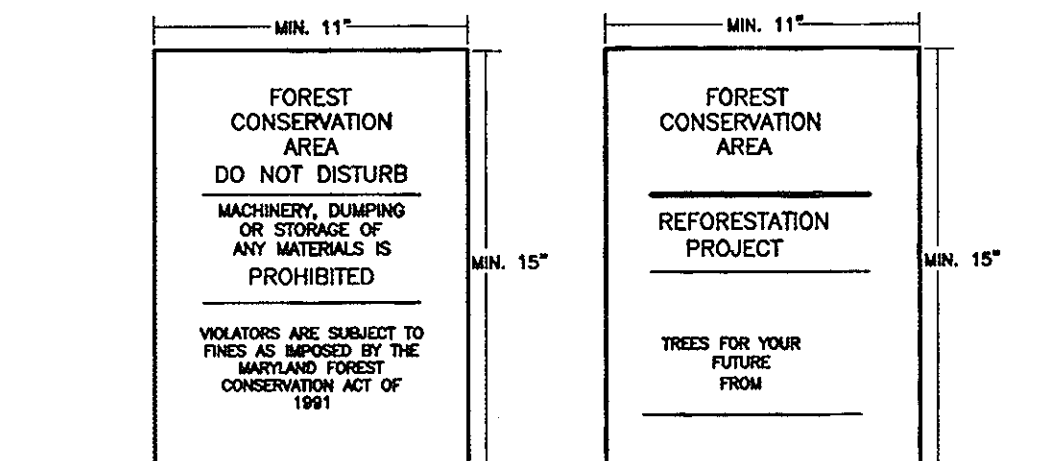 MIN. 11"
FOREST
CONSERVATION
AREA
DO NOT DISTURB
MACHINERY, DUMPING
OR STORAGE OF
ANY MATERIALS IS
PROHIBITED
VIOLATORS ARE SUBJECT TO
FINES AS IMPOSED BY THE
MARYLAND FOREST
CONSERVATION ACT OF
1991
MIN. 15"
MIN. 11"
FOREST
CONSERVATION
AREA
REFORESTATION
PROJECT
TREES FOR YOUR
FUTURE
FROM
MIN. 15"